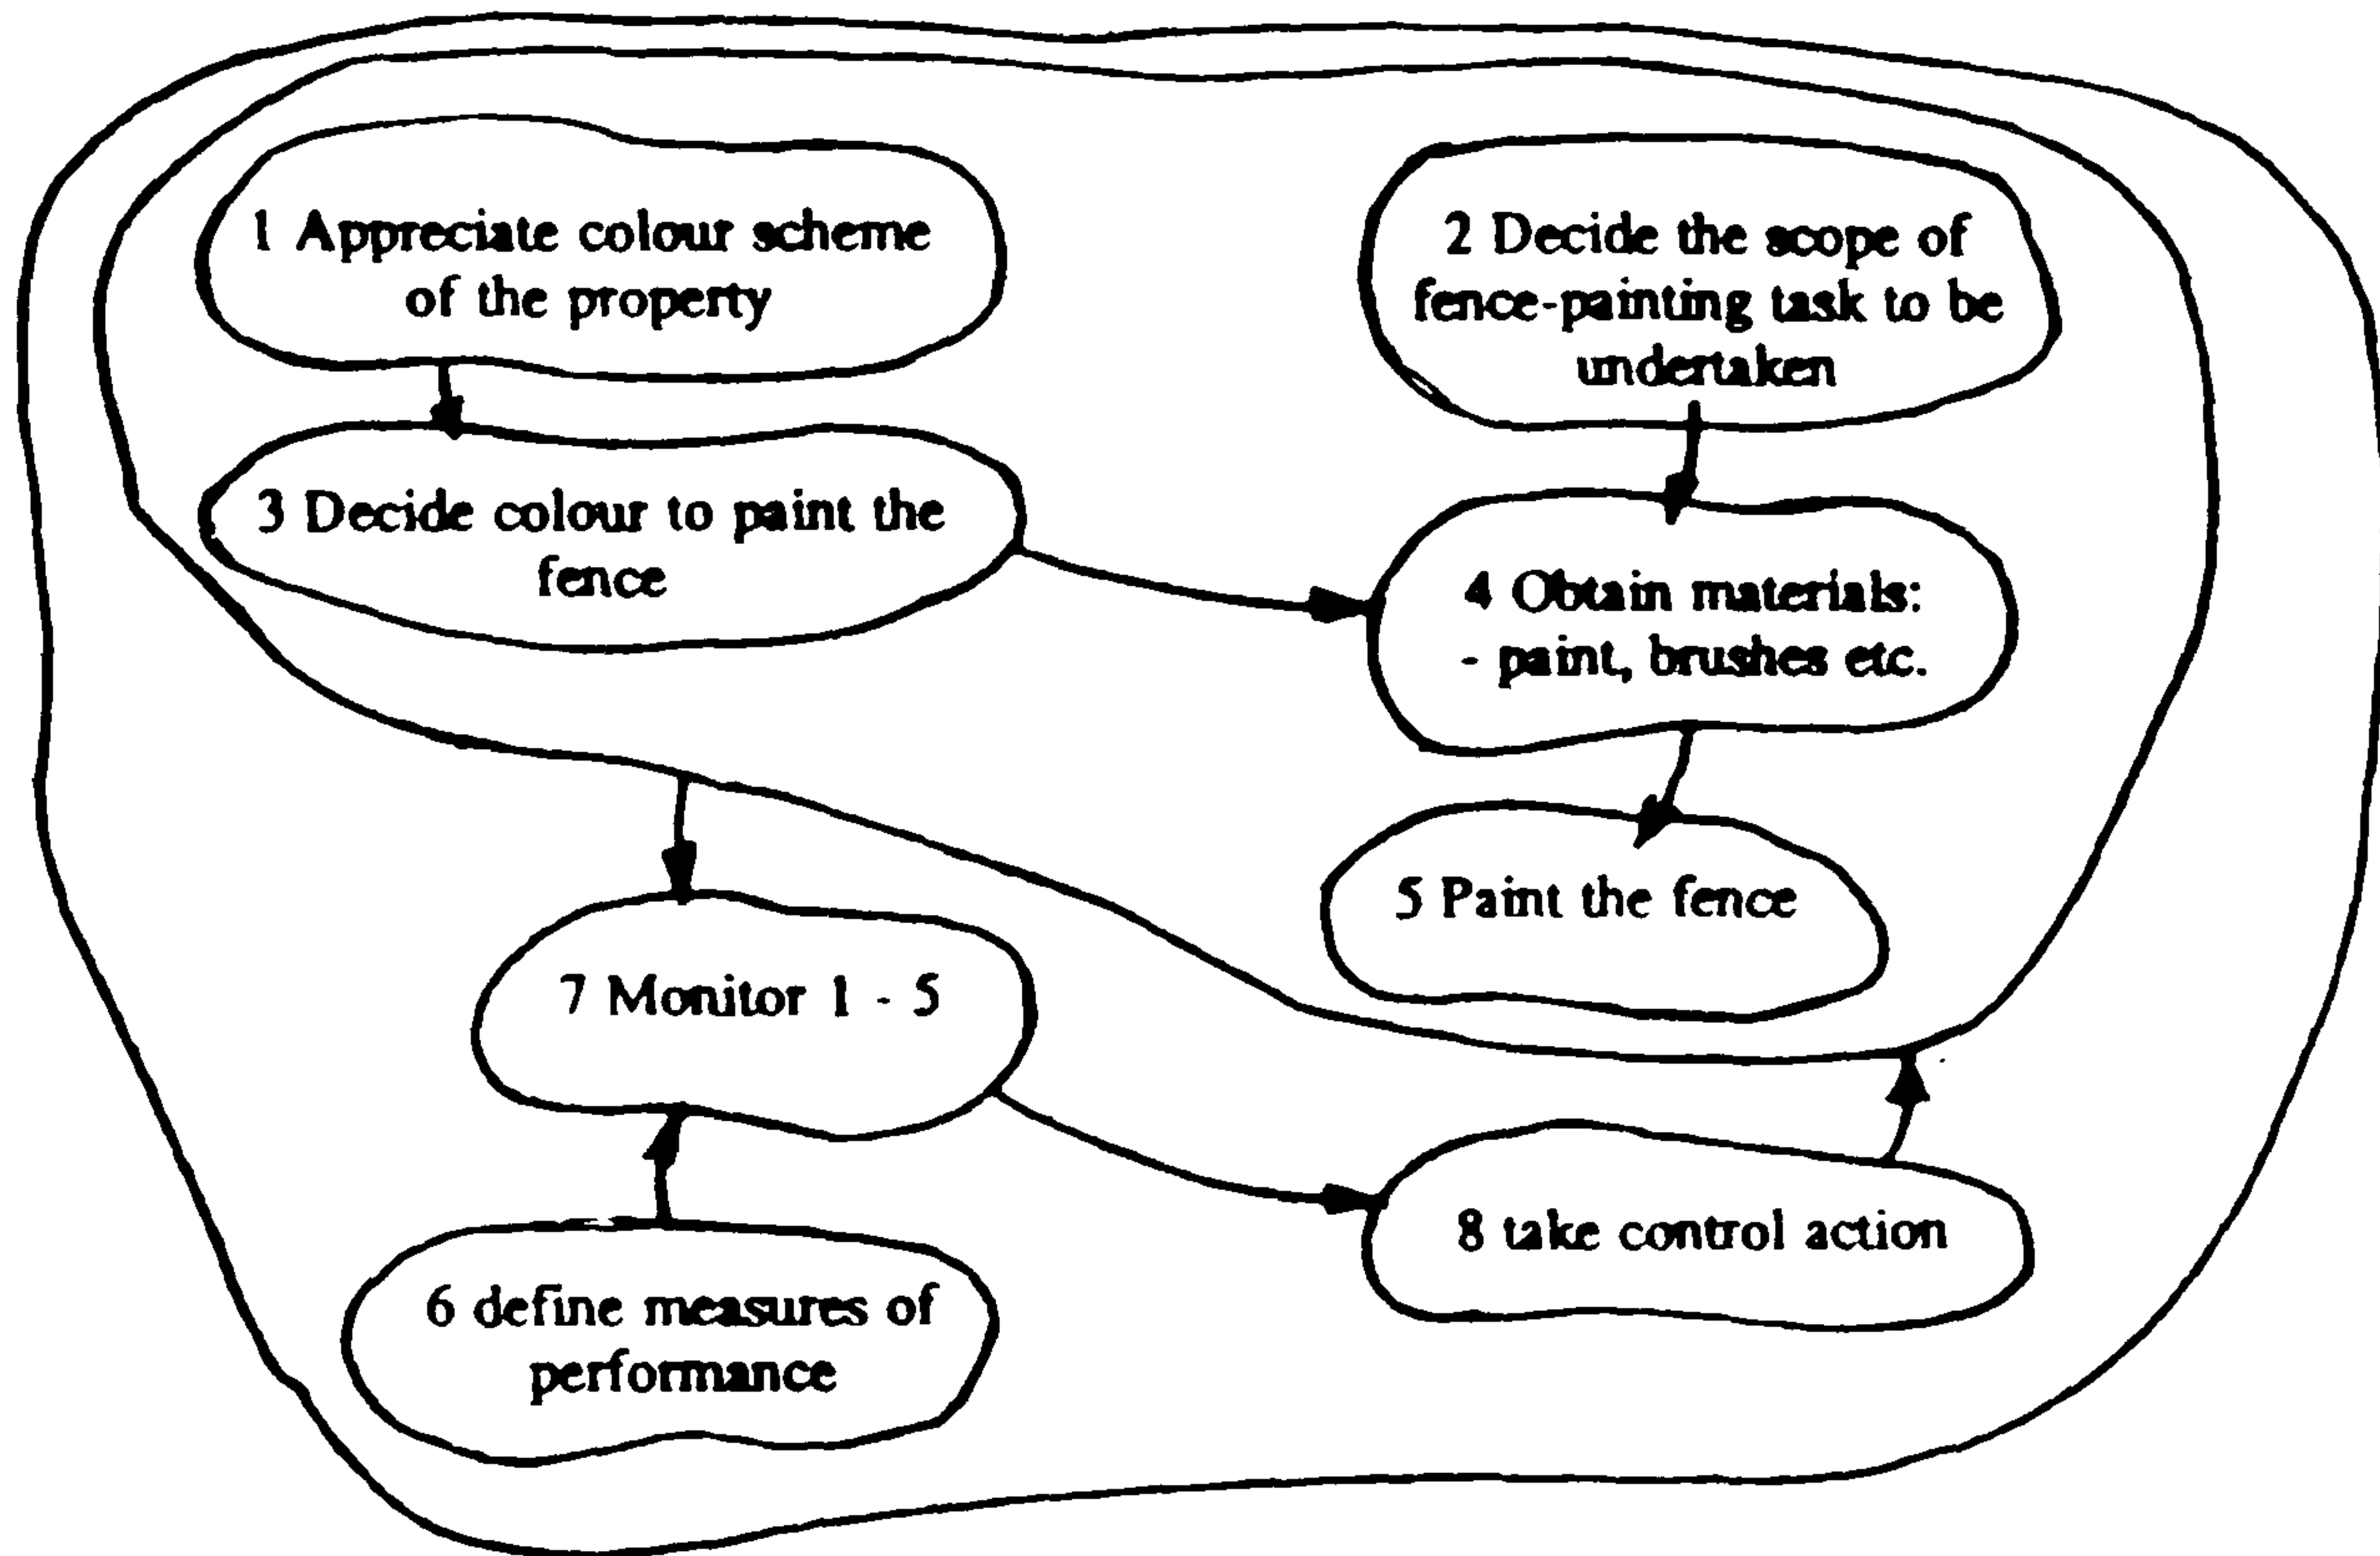 1 Appreciate colour scheme
of the property
2 Decide the scope of
fence-painting task to be
undertaken
3 Decide colour to paint the
fence
4 Obtain materials:
- paint, brushes etc.
5 Paint the fence
7 Monitor 1 - 5
6 define measures of
performance
8 take control action